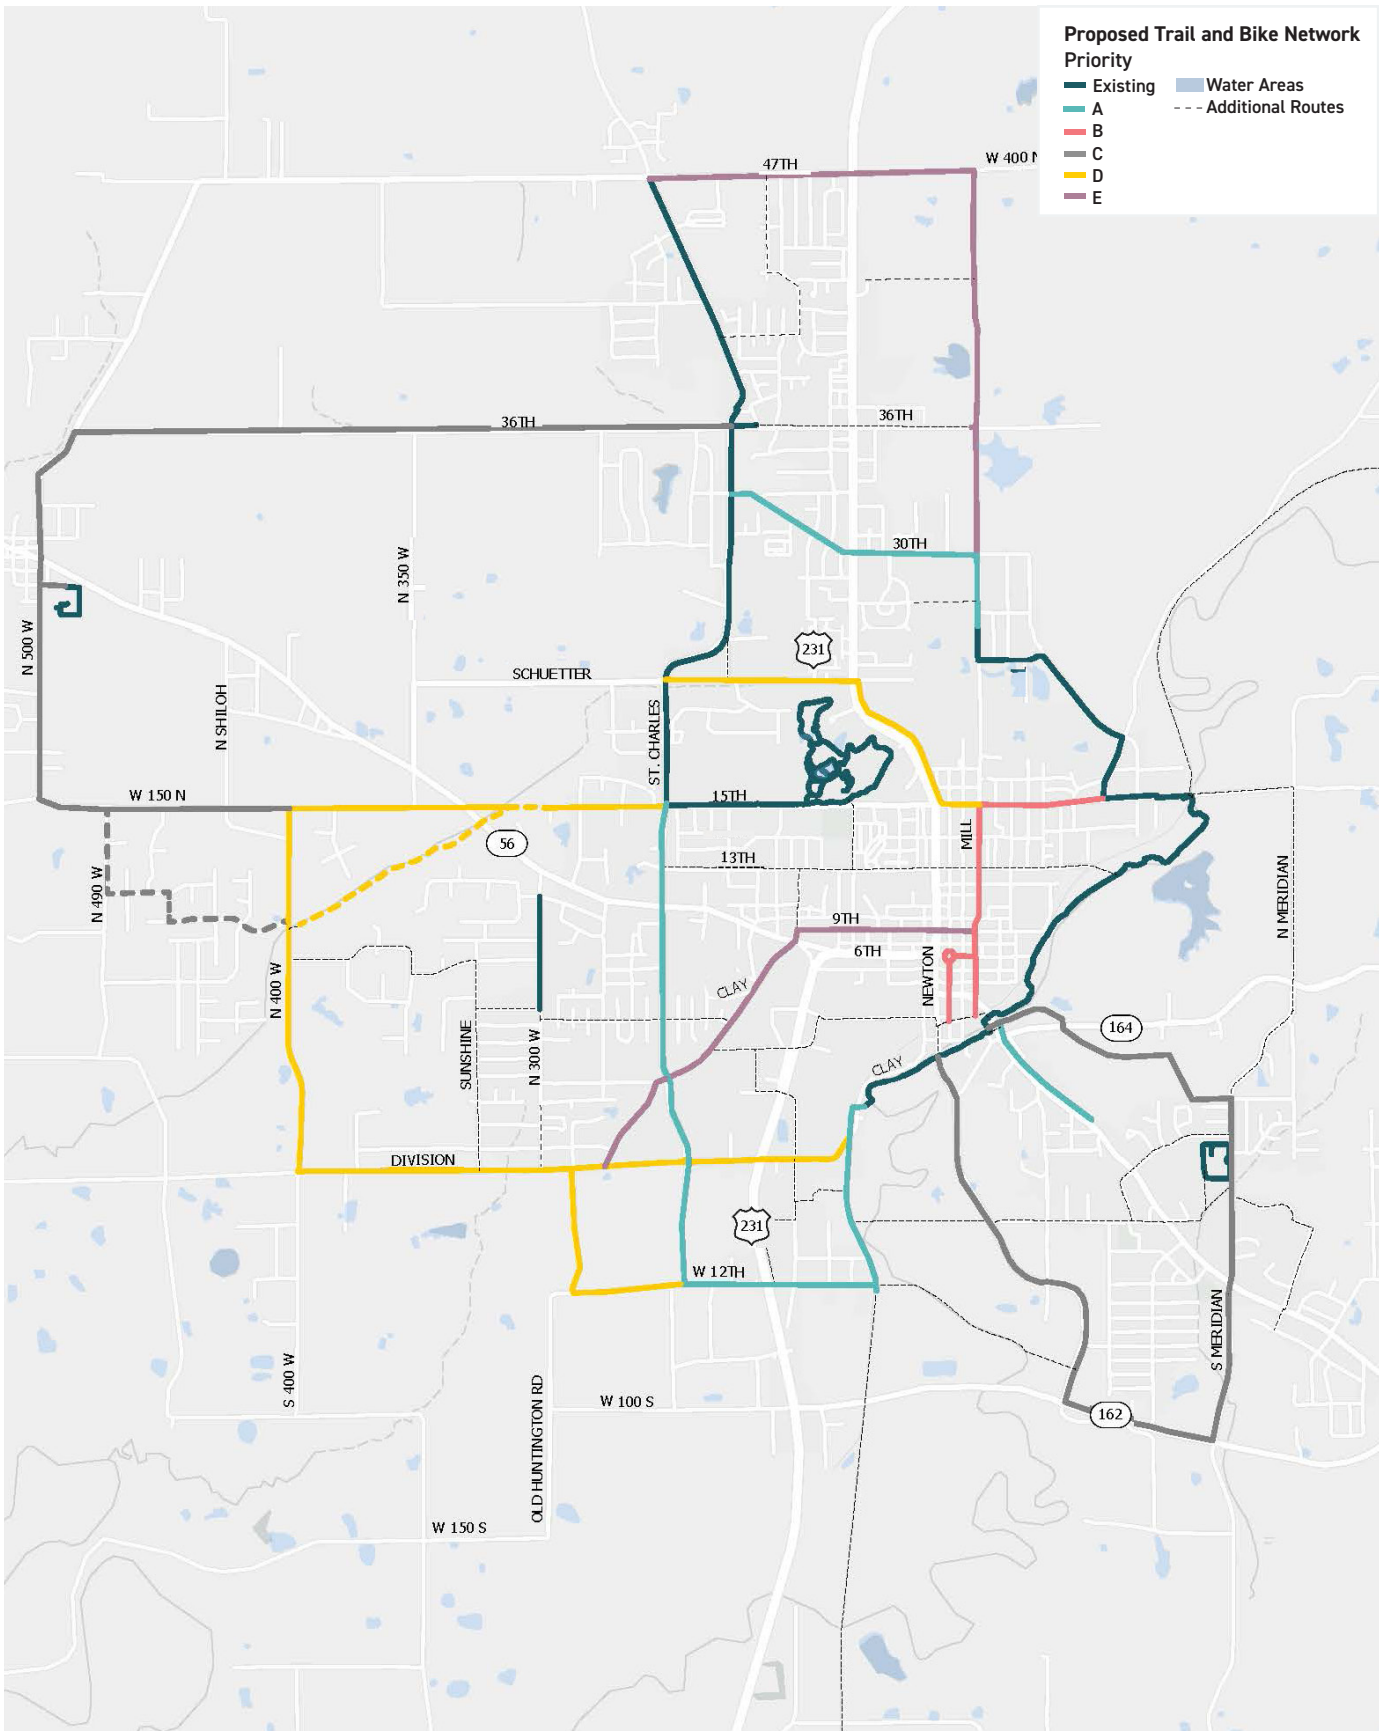 Proposed Trail and Bike Network
Priority
Existing
Water Areas
A
Additional Routes
B
C
D
E
47TH
W 400 N
36TH
36TH
30TH
N 350 W
N 500 W
231
SCHUETTER
N SHILOH
ST. CHARLES
W 150 N
15TH
MILL
56
13TH
N 490 W
N MERIDIAN
9TH
6TH
NEWTON
CLAY
N 400 W
SUNSHINE
N 300 W
164
CLAY
DIVISION
231
W 12TH
S MERIDIAN
S 400 W
OLD HUNTINGTON RD
W 100 S
162
W 150 S